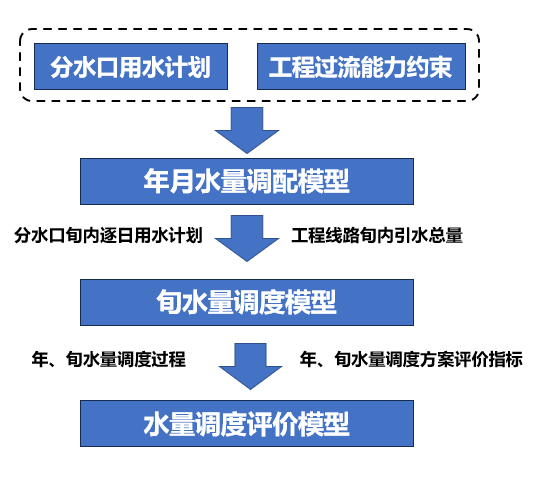 分水口用水计划
工程过流能力约束
年月水量调配模型
分水口旬内逐日用水计划
工程线路旬内引水总量
旬水量调度模型
年、旬水量调度过程
年、旬水量调度方案评价指标
水量调度评价模型